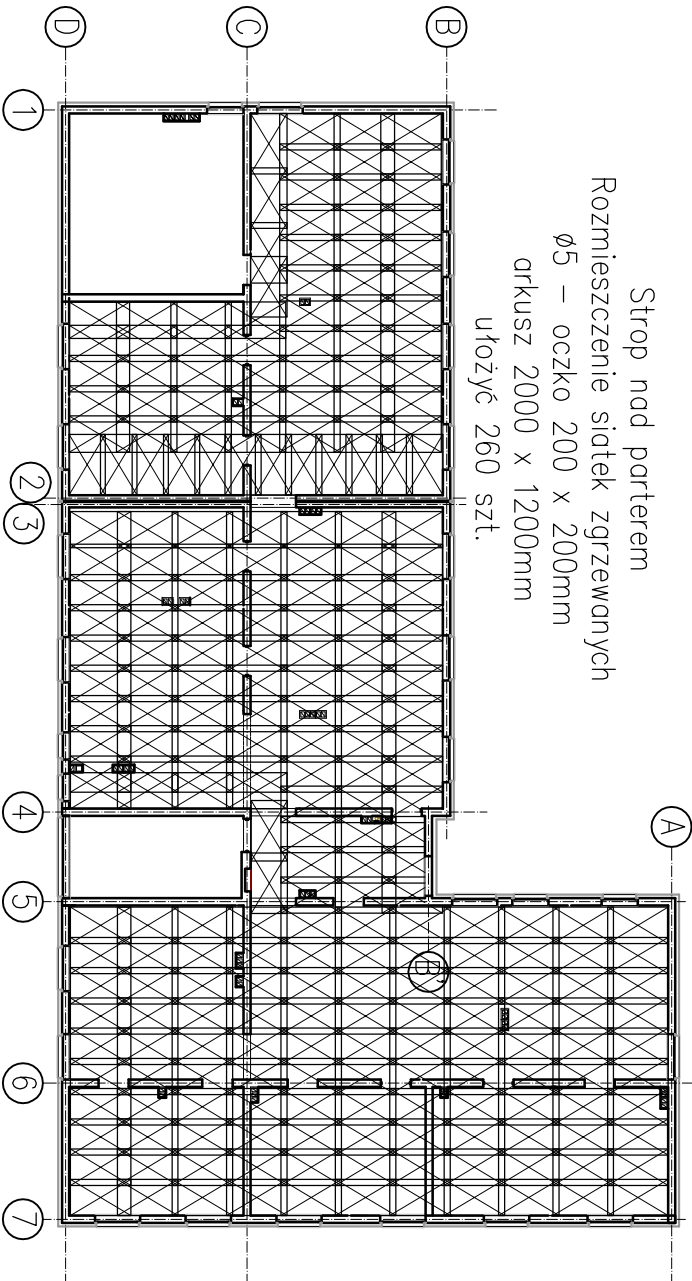 Strop nad parterem
Rozmieszczenie siatek zgrzewanych
ø5 – oczko 200 x 200mm
arkusz 2000 x 1200mm
ułożyć 260 szt.
A
B
B'
C
D
1
2
3
4
5
6
7